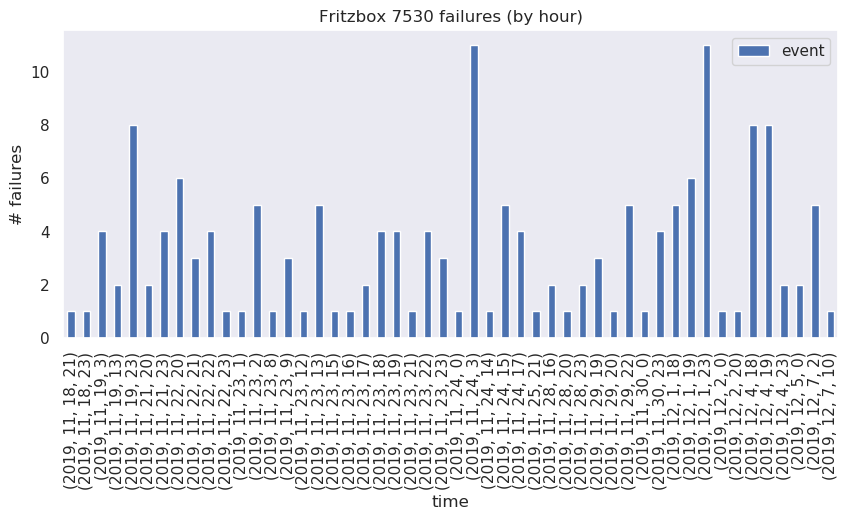 Fritzbox 7530 failures (by hour)
event
# failures
10
8
6
4
2
0
(2019, 11, 18, 21)
(2019, 11, 18, 23)
(2019, 11, 19, 3)
(2019, 11, 19, 13)
(2019, 11, 19, 23)
(2019, 11, 21, 20)
(2019, 11, 21, 23)
(2019, 11, 22, 20)
(2019, 11, 22, 21)
(2019, 11, 22, 22)
(2019, 11, 22, 23)
(2019, 11, 23, 1)
(2019, 11, 23, 2)
(2019, 11, 23, 8)
(2019, 11, 23, 9)
(2019, 11, 23, 12)
(2019, 11, 23, 13)
(2019, 11, 23, 15)
(2019, 11, 23, 16)
(2019, 11, 23, 17)
(2019, 11, 23, 18)
(2019, 11, 23, 19)
(2019, 11, 23, 21)
(2019, 11, 23, 22)
(2019, 11, 23, 23)
(2019, 11, 24, 0)
(2019, 11, 24, 3)
(2019, 11, 24, 14)
(2019, 11, 24, 15)
(2019, 11, 24, 17)
(2019, 11, 25, 21)
(2019, 11, 28, 16)
(2019, 11, 28, 20)
(2019, 11, 28, 23)
(2019, 11, 29, 19)
(2019, 11, 29, 20)
(2019, 11, 29, 22)
(2019, 11, 30, 0)
(2019, 11, 30, 23)
(2019, 12, 1, 18)
(2019, 12, 1, 19)
(2019, 12, 1, 23)
(2019, 12, 2, 0)
(2019, 12, 2, 20)
(2019, 12, 4, 18)
(2019, 12, 4, 19)
(2019, 12, 4, 23)
(2019, 12, 5, 0)
(2019, 12, 7, 2)
(2019, 12, 7, 10)
time